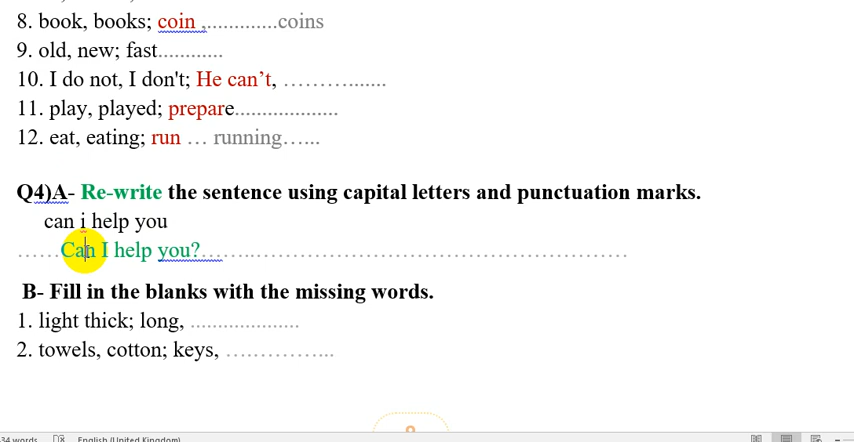 8. book, books; coin ,.............coins
9. old, new; fast............
10. I do not, I don't; He can’t, ……….......
11. play, played; prepare...................
12. eat, eating; run … running…...
Q4)A- Re-write the sentence using capital letters and punctuation marks.
can i help you
……Can I help you?……………………………………………………
B- Fill in the blanks with the missing words.
1. light thick; long, ....................
2. towels, cotton; keys, ……………...
34 words English (United Kingdom)